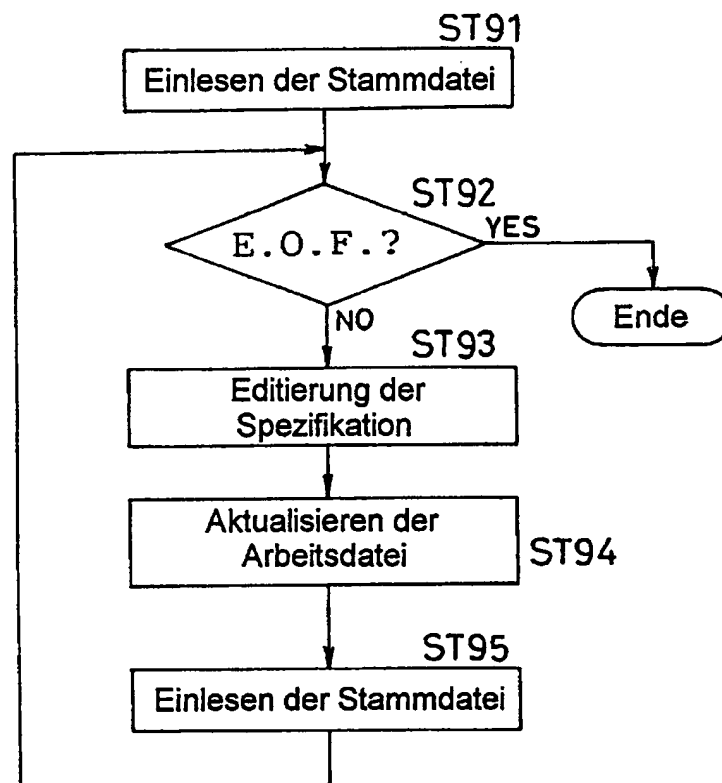 ST91
Einlesen der Stammdatei
ST92
E.O.F.?
YES
Ende
NO
ST93
Editierung der
Spezifikation
Aktualisieren der
Arbeitsdatei
ST94
ST95
Einlesen der Stammdatei